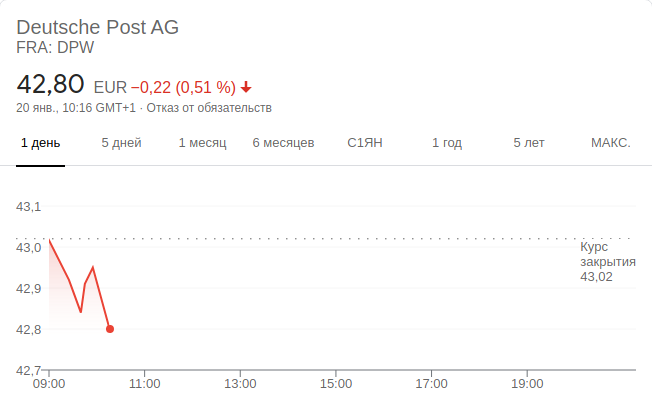 Deutsche Post AG
FRA: DPW
42,80 EUR −0,22 (0,51 %)
20 янв., 10:16 GMT+1 · Отказ от обязательств
1 день 5 дней 1 месяц 6 месяцев С1ЯН 1 год 5 лет МАКС.
43,1
43,0
Курс
закрытия
43,02
42,9
42,8
42,7
09:00 11:00 13:00 15:00 17:00 19:00